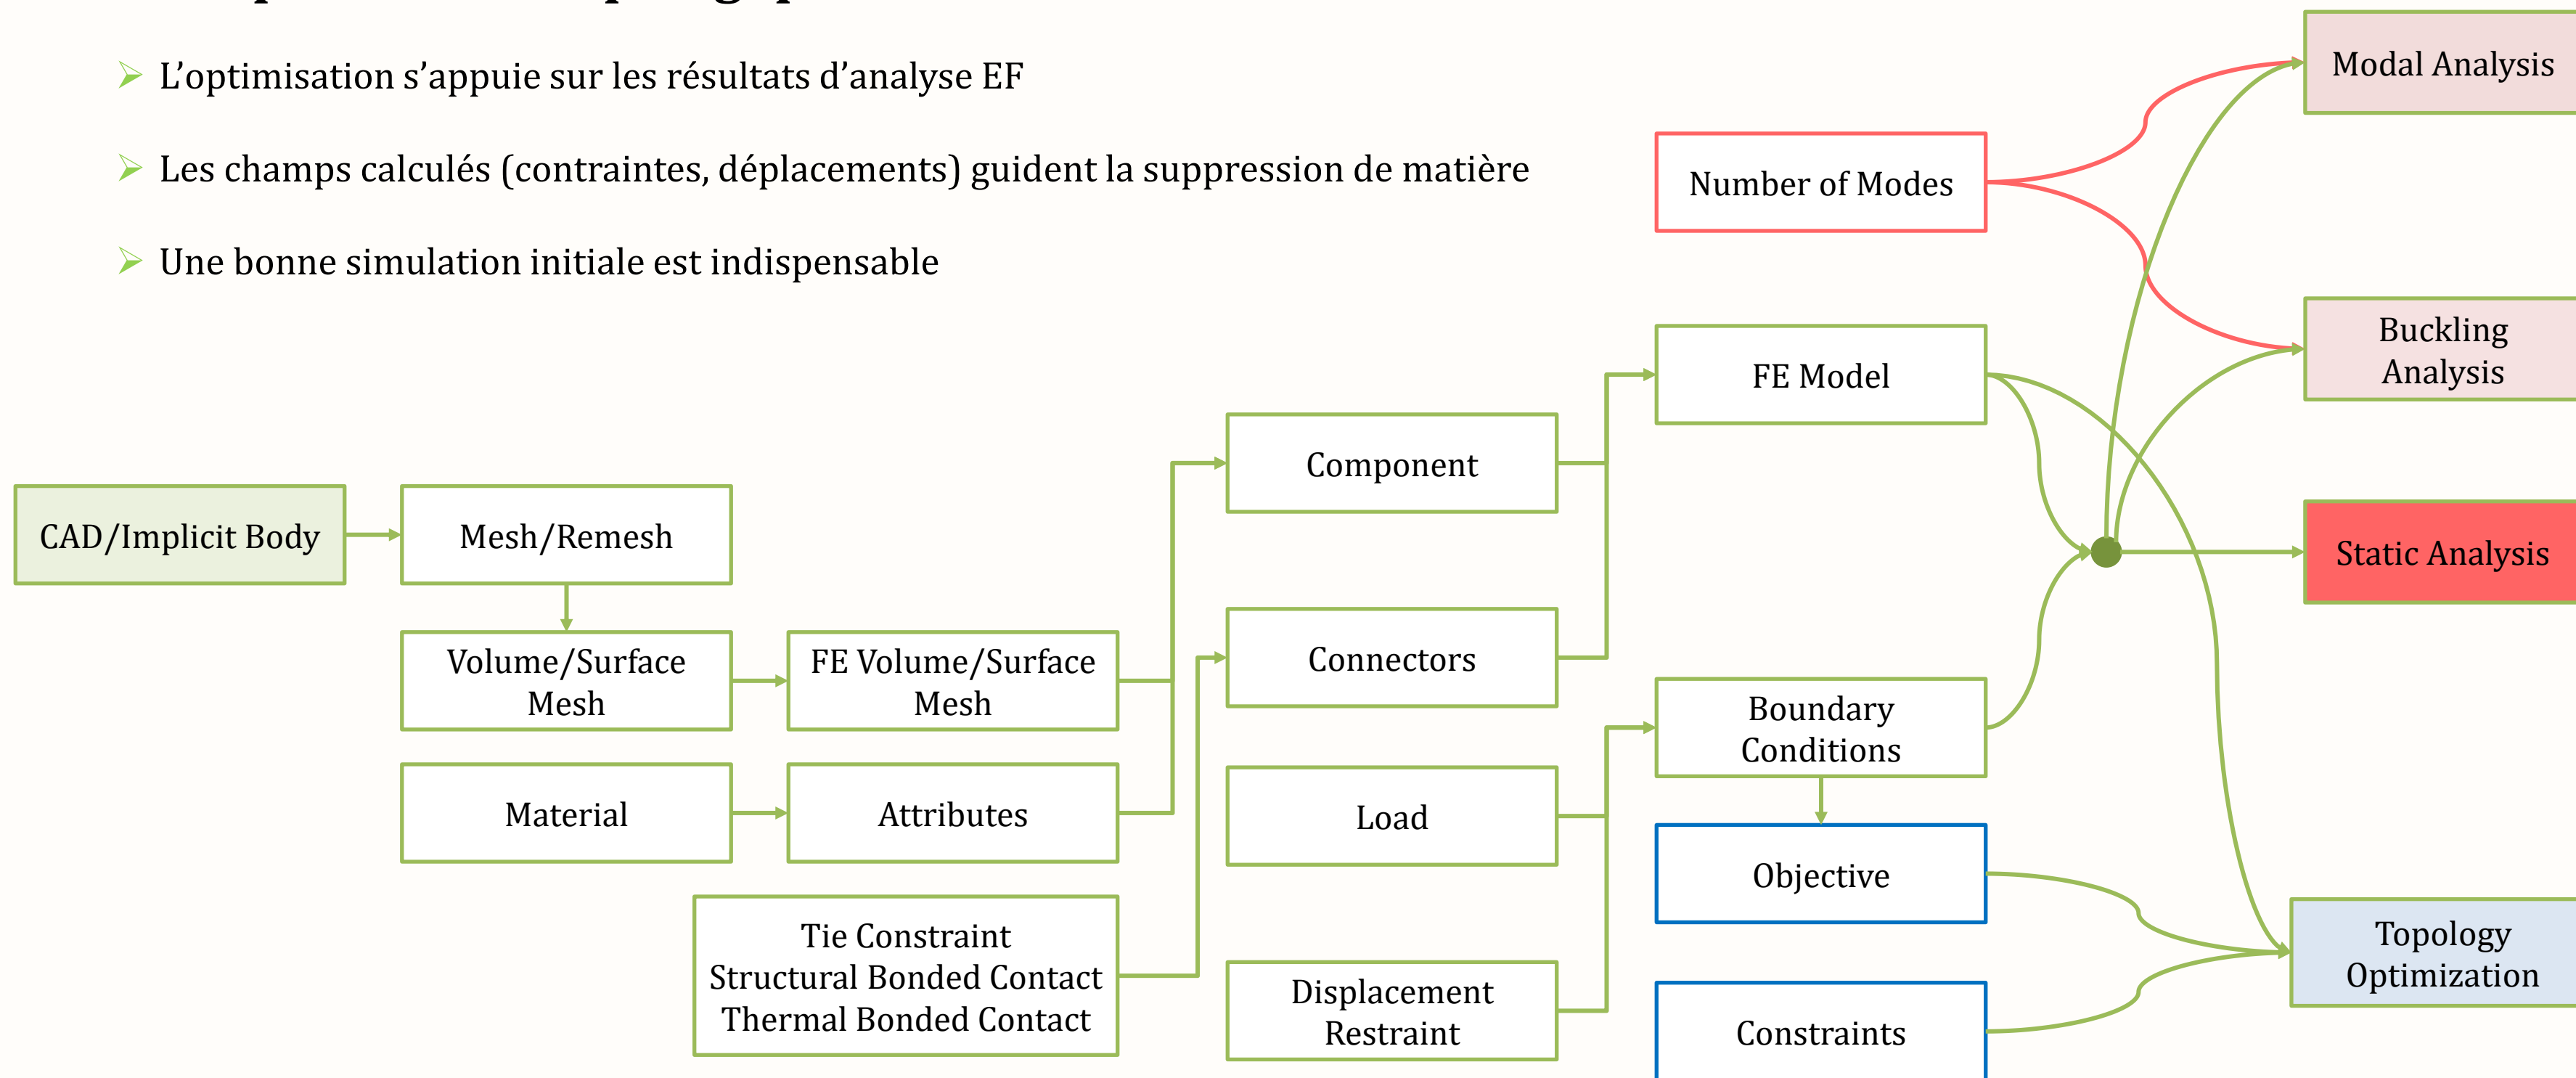 L’optimisation s’appuie sur les résultats d’analyse EF
Les champs calculés (contraintes, déplacements) guident la suppression de matière
Une bonne simulation initiale est indispensable
Modal Analysis
Number of Modes
Buckling
Analysis
FE Model
Component
CAD/Implicit Body
Mesh/Remesh
Static Analysis
Volume/Surface
Mesh
FE Volume/Surface
Mesh
Connectors
Boundary
Conditions
Material
Attributes
Load
Objective
Tie Constraint
Structural Bonded Contact
Thermal Bonded Contact
Displacement
Restraint
Constraints
Topology
Optimization